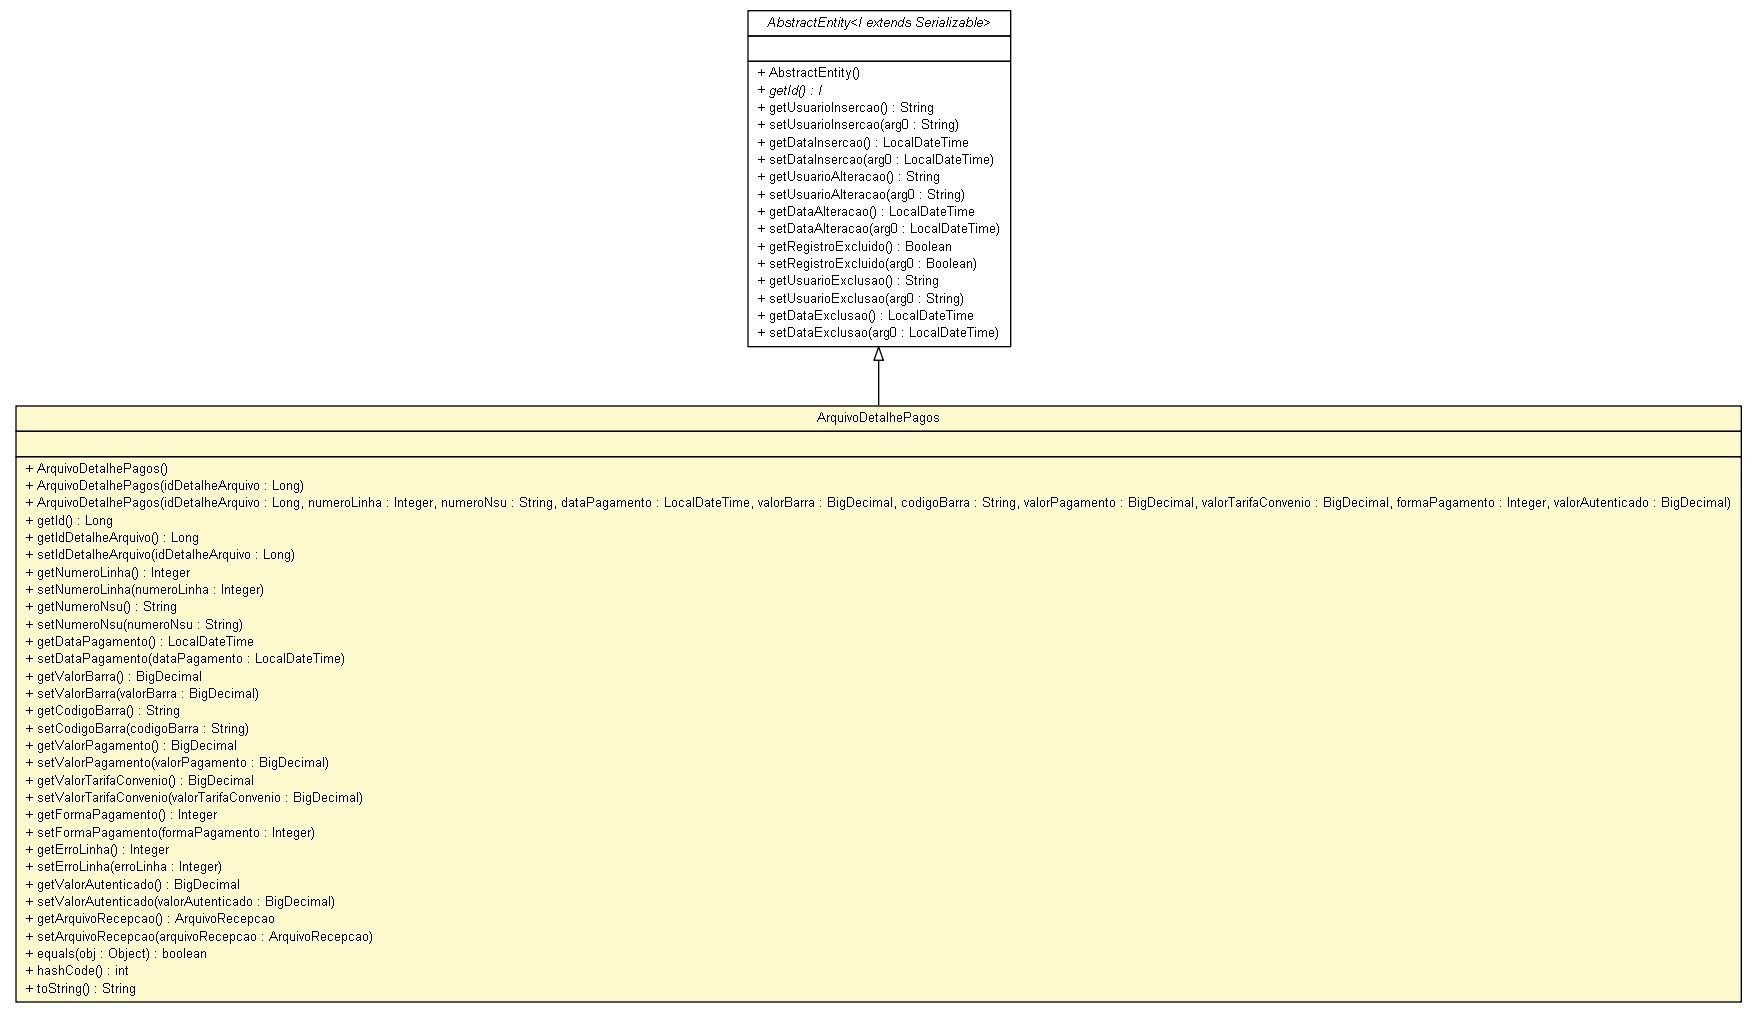 AbstractEntity<I extends Serializable>
+ AbstractEntity()
+ getId() : I
+ getUsuarioInsercao() : String
+ setUsuarioInsercao(arg0 : String)
+ getDataInsercao() : LocalDateTime
+ setDataInsercao(arg0 : LocalDateTime)
+ getUsuarioAlteracao() : String
+ setUsuarioAlteracao(arg0 : String)
+ getDataAlteracao() : LocalDateTime
+ setDataAlteracao(arg0 : LocalDateTime)
+ getRegistroExcluido() : Boolean
+ setRegistroExcluido(arg0 : Boolean)
+ getUsuarioExclusao() : String
+ setUsuarioExclusao(arg0 : String)
+ getDataExclusao() : LocalDateTime
+ setDataExclusao(arg0 : LocalDateTime)
ArquivoDetalhePagos
+ ArquivoDetalhePagos()
+ ArquivoDetalhePagos(idDetalheArquivo : Long)
+ ArquivoDetalhePagos(idDetalheArquivo : Long, numeroLinha : Integer, numeroNsu : String, dataPagamento : LocalDateTime, valorBarra : BigDecimal, codigoBarra : String, valorPagamento : BigDecimal, valorTarifaConvenio : BigDecimal, formaPagamento : Integer, valorAutenticado : BigDecimal)
+ getId() : Long
+ getIdDetalheArquivo() : Long
+ setIdDetalheArquivo(idDetalheArquivo : Long)
+ getNumeroLinha() : Integer
+ setNumeroLinha(numeroLinha : Integer)
+ getNumeroNsu() : String
+ setNumeroNsu(numeroNsu : String)
+ getDataPagamento() : LocalDateTime
+ setDataPagamento(dataPagamento : LocalDateTime)
+ getValorBarra() : BigDecimal
+ setValorBarra(valorBarra : BigDecimal)
+ getCodigoBarra() : String
+ setCodigoBarra(codigoBarra : String)
+ getValorPagamento() : BigDecimal
+ setValorPagamento(valorPagamento : BigDecimal)
+ getValorTarifaConvenio() : BigDecimal
+ setValorTarifaConvenio(valorTarifaConvenio : BigDecimal)
+ getFormaPagamento() : Integer
+ setFormaPagamento(formaPagamento : Integer)
+ getErroLinha() : Integer
+ setErroLinha(erroLinha : Integer)
+ getValorAutenticado() : BigDecimal
+ setValorAutenticado(valorAutenticado : BigDecimal)
+ getArquivoRecepcao() : ArquivoRecepcao
+ setArquivoRecepcao(arquivoRecepcao : ArquivoRecepcao)
+ equals(obj : Object) : boolean
+ hashCode() : int
+ toString() : String